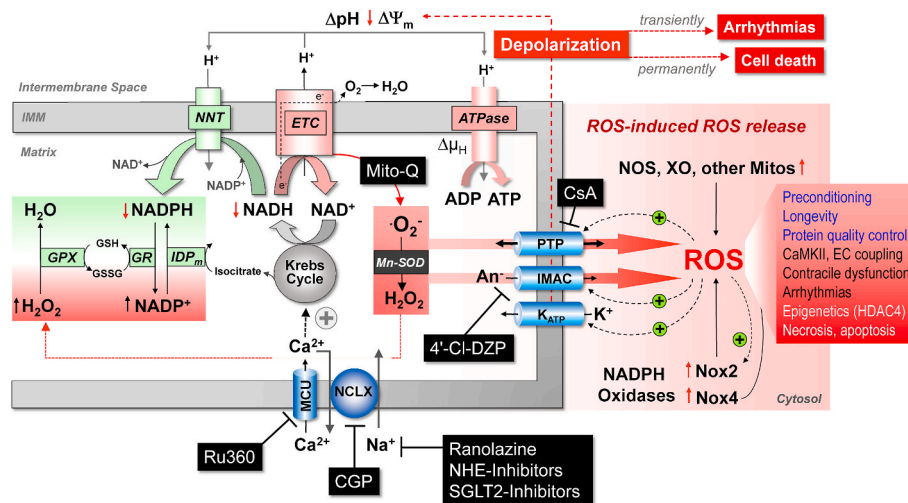 ΔpH ↓ ΔΨm
transiently
Arrhythmias
Depolarization
permanently
Cell death
H⁺
H⁺
H⁺
Intermembrane Space
O₂→H₂O
e⁻
IMM
NNT
ETC
ATPase
ROS-induced ROS release
Matrix
ΔμH
NAD⁺
NADP⁺
e⁻
Mito-Q
NOS, XO, other Mitos ↑
CsA
H₂O
↓NADPH
↓NADH
NAD⁺
ADP ATP
·O₂⁻
Preconditioning
Longevity
Protein quality control
CaMKII, EC coupling
Contracile dysfunction
Arrhythmias
Epigenetics (HDAC4)
Necrosis, apoptosis
GPX
GSH
GSSG
GR
IDPm
Isocitrate
Krebs
Cycle
Mn-SOD
PTP
+
ROS
An⁻
IMAC
↑H₂O₂
↑NADP⁺
H₂O₂
KATP
K⁺
+
+
+
+
4'-Cl-DZP
Ca²⁺
NADPH
Oxidases
↑Nox2
↑Nox4
Cytosol
MCU
NCLX
Ru360
Ca²⁺
Na⁺
CGP
Ranolazine
NHE-Inhibitors
SGLT2-Inhibitors